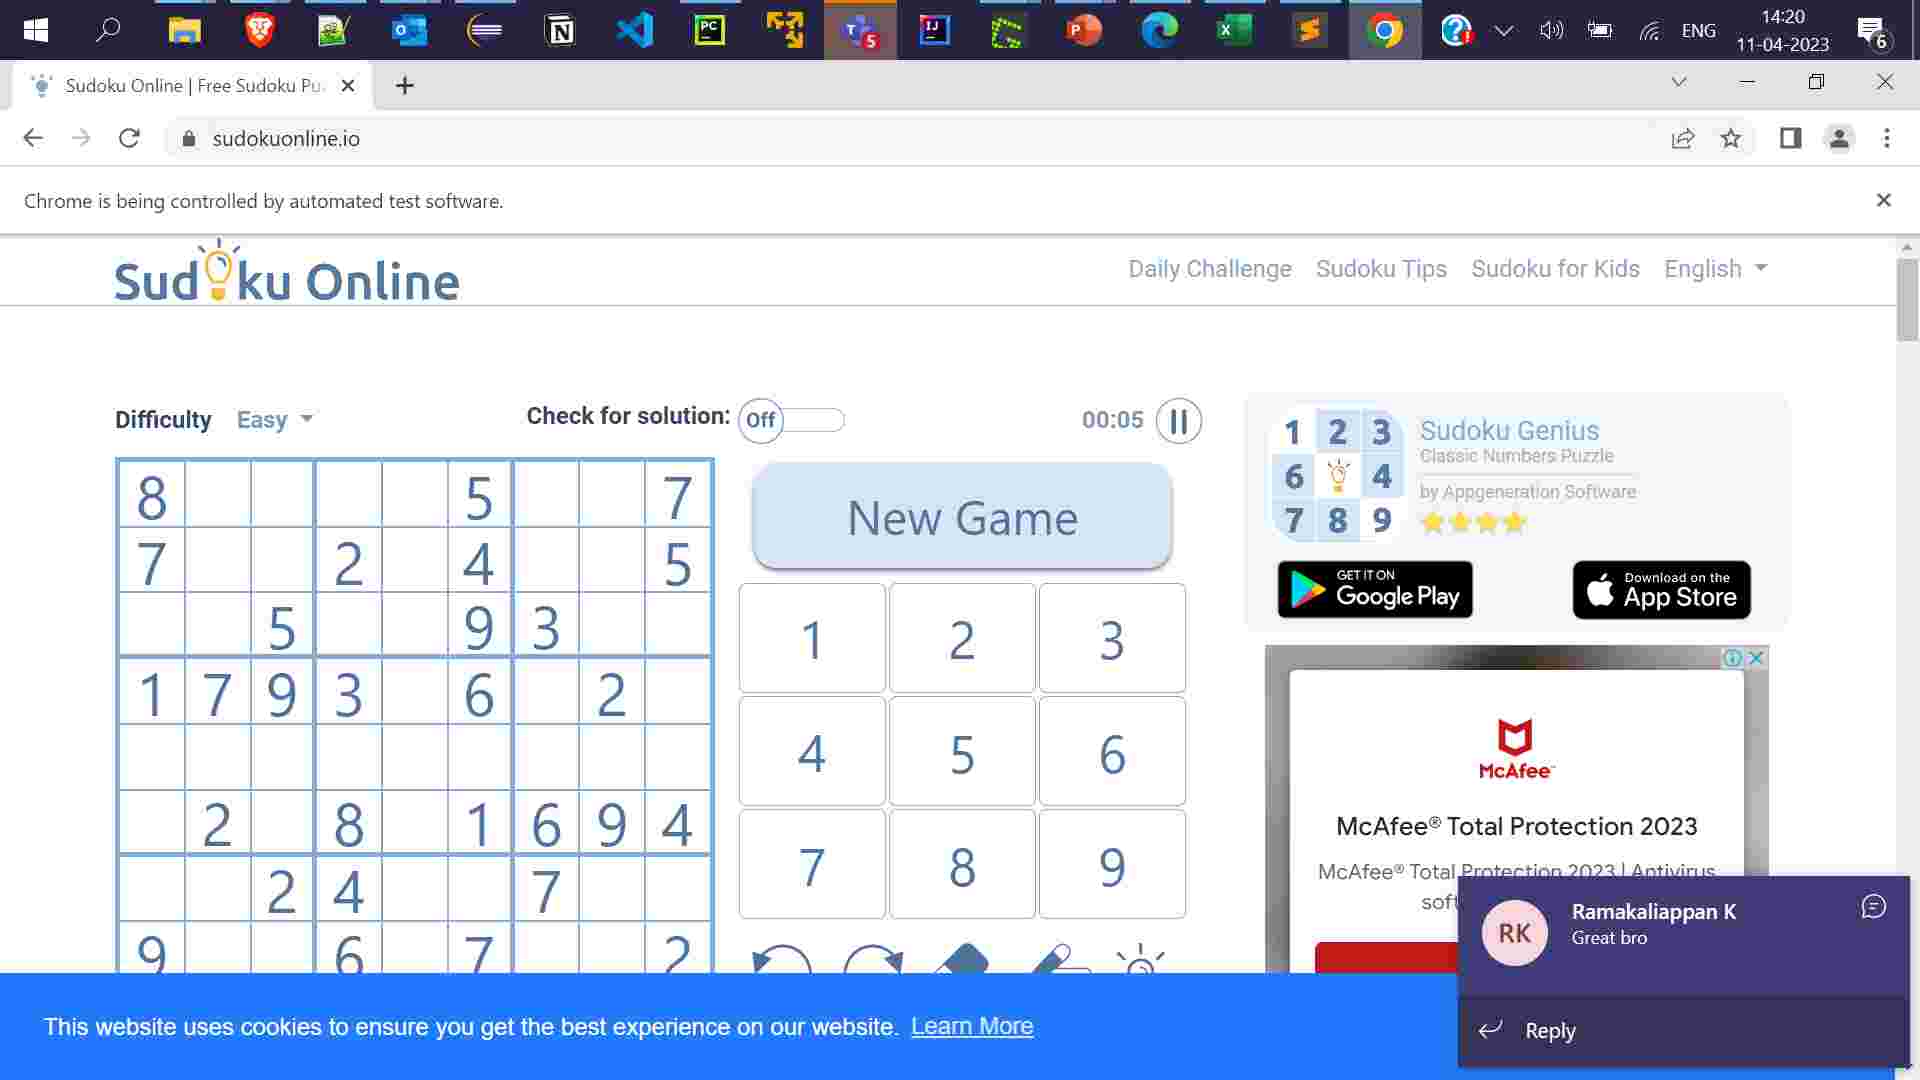 PC
T 5
IJ
P
X
S
ENG
14:20
11-04-2023
6
Sudoku Online | Free Sudoku Pu
sudokuonline.io
Chrome is being controlled by automated test software.
Sudoku Online
Daily Challenge Sudoku Tips Sudoku for Kids English
Difficulty Easy Check for solution: Off 00:05
New Game
8 5 7
7 2 4 5
5 9 3
1 7 9 3 6 2
2 8 1 6 9 4
2 4 7
9 6 7 2
1 2 3
4 5 6
7 8 9
1 2 3
6 4
7 8 9
Sudoku Genius
Classic Numbers Puzzle
by Appgeneration Software
GET IT ON
Google Play
Download on the
App Store
McAfee™
McAfee® Total Protection 2023
McAfee® Total Protection 2023 | Antivirus
RK
Ramakaliappan K
Great bro
Reply
This website uses cookies to ensure you get the best experience on our website. Learn More